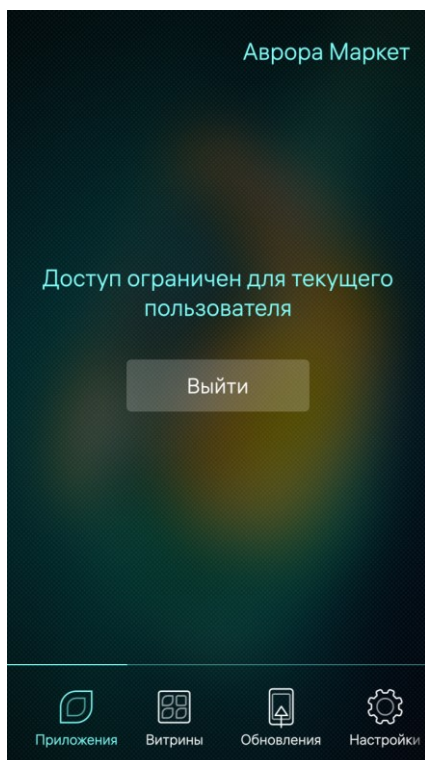 Аврора Маркет
Доступ ограничен для текущего
пользователя
Выйти
Приложения Витрины Обновления Настройки